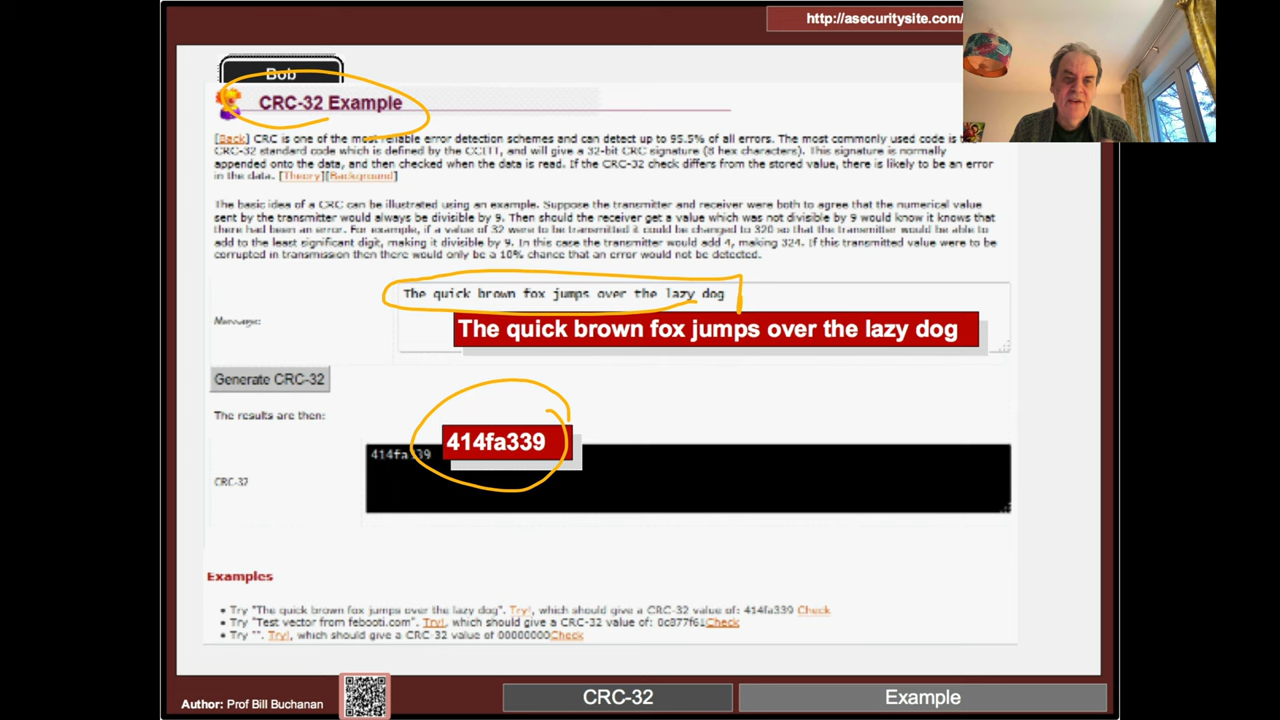 http://asecuritysite.com/
Bob
CRC-32 Example
[Back] CRC is one of the most reliable error detection schemes and can detect up to 95.5% of all errors. The most commonly used code is
CRC-32 standard code which is defined by the CCITT, and will give a 32-bit CRC signature (8 hex characters). This signature is normally
appended onto the data, and then checked when the data is read. If the CRC-32 check differs from the stored value, there is likely to be an error
in the data. [Theory][Background]
The basic idea of a CRC can be illustrated using an example. Suppose the transmitter and receiver were both to agree that the numerical value
sent by the transmitter would always be divisible by 9. Then should the receiver get a value which was not divisible by 9 would know it knows that
there had been an error. For example, if a value of 32 were to be transmitted it could be changed to 320 so that the transmitter would be able to
add to the least significant digit, making it divisible by 9. In this case the transmitter would add 4, making 324. If this transmitted value were to be
corrupted in transmission then there would only be a 10% chance that an error would not be detected.
The quick brown fox jumps over the lazy dog
Message:
The quick brown fox jumps over the lazy dog
Generate CRC-32
The results are then:
414fa339
414fa339
CRC-32
Examples
• Try "The quick brown fox jumps over the lazy dog". Try!, which should give a CRC-32 value of: 414fa339 Check
• Try "Test vector from febooti.com". Try!, which should give a CRC-32 value of: 0c877f61Check
• Try "". Try!, which should give a CRC-32 value of 00000000Check
Author: Prof Bill Buchanan
CRC-32
Example